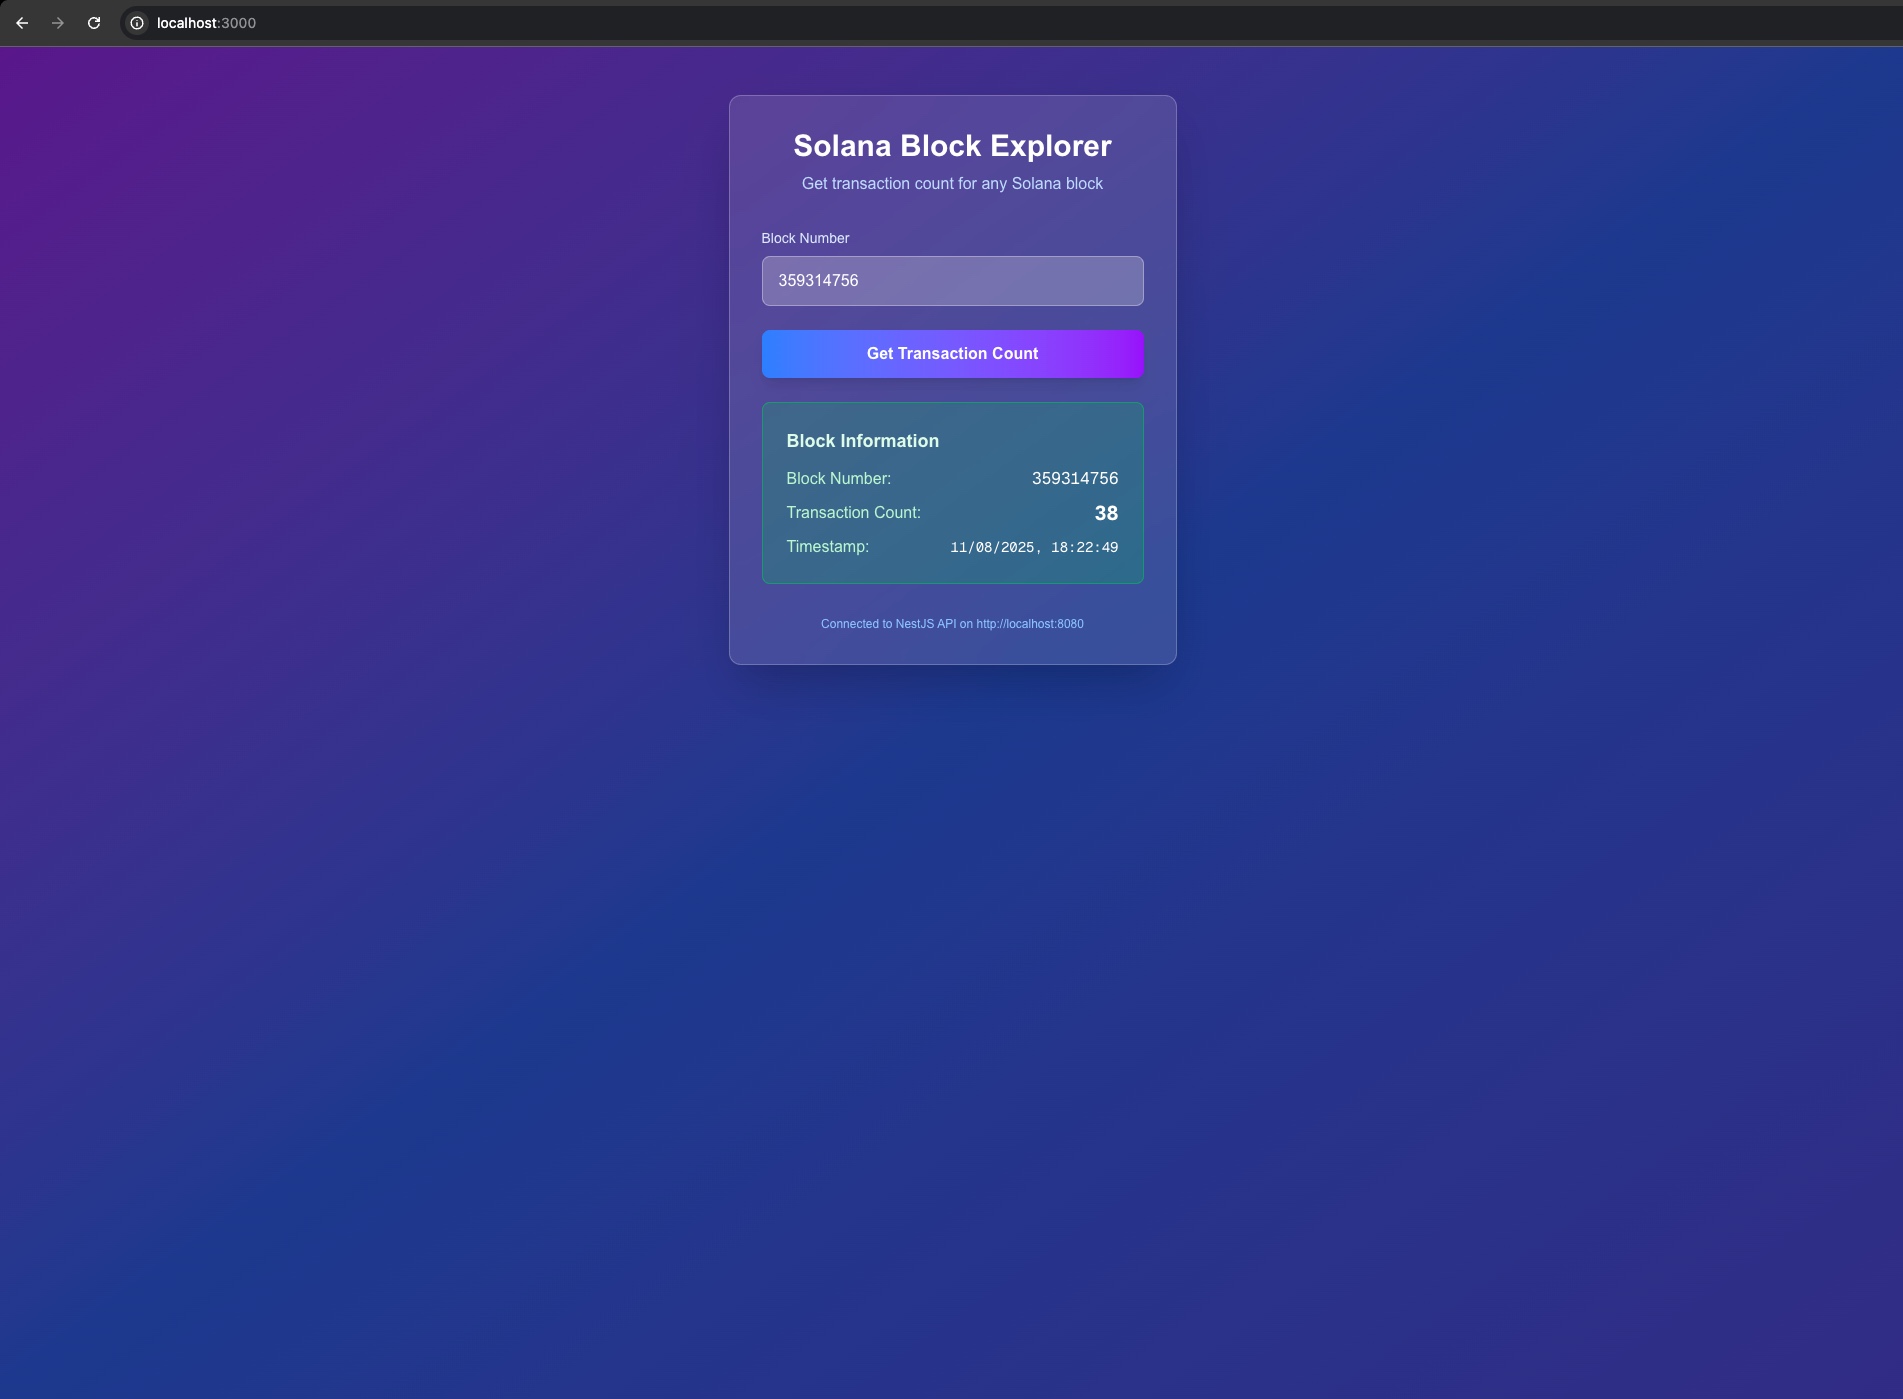 localhost:3000
Solana Block Explorer
Get transaction count for any Solana block
Block Number
359314756
Get Transaction Count
Block Information
Block Number: 359314756
Transaction Count: 38
Timestamp: 11/08/2025, 18:22:49
Connected to NestJS API on http://localhost:8080